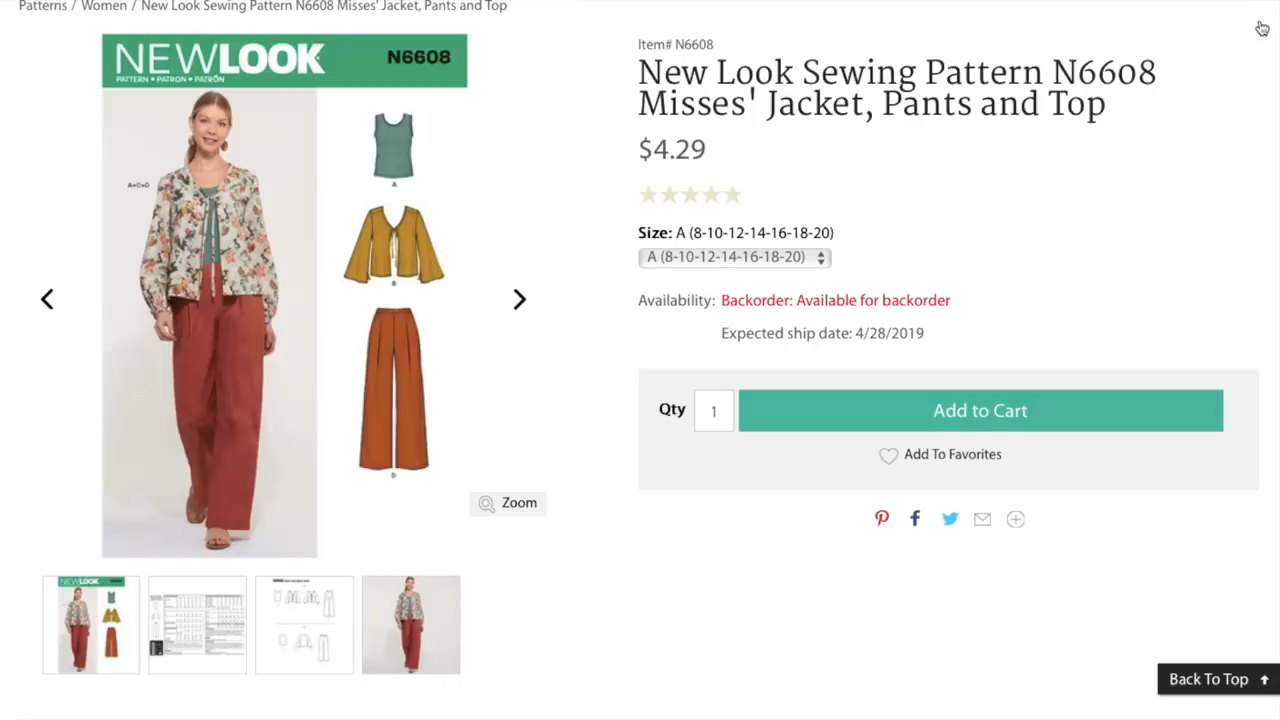 Patterns / Women / New Look Sewing Pattern N6608 Misses' Jacket, Pants and Top
NEWLOOK
PATTERN • PATRON • PATRÓN
N6608
A+C+D
A
B
D
Zoom
Item# N6608
New Look Sewing Pattern N6608
Misses' Jacket, Pants and Top
$4.29
Size: A (8-10-12-14-16-18-20)
A (8-10-12-14-16-18-20)
Availability: Backorder: Available for backorder
Expected ship date: 4/28/2019
Qty 1 Add to Cart
Add To Favorites
NEWLOOK
Back To Top